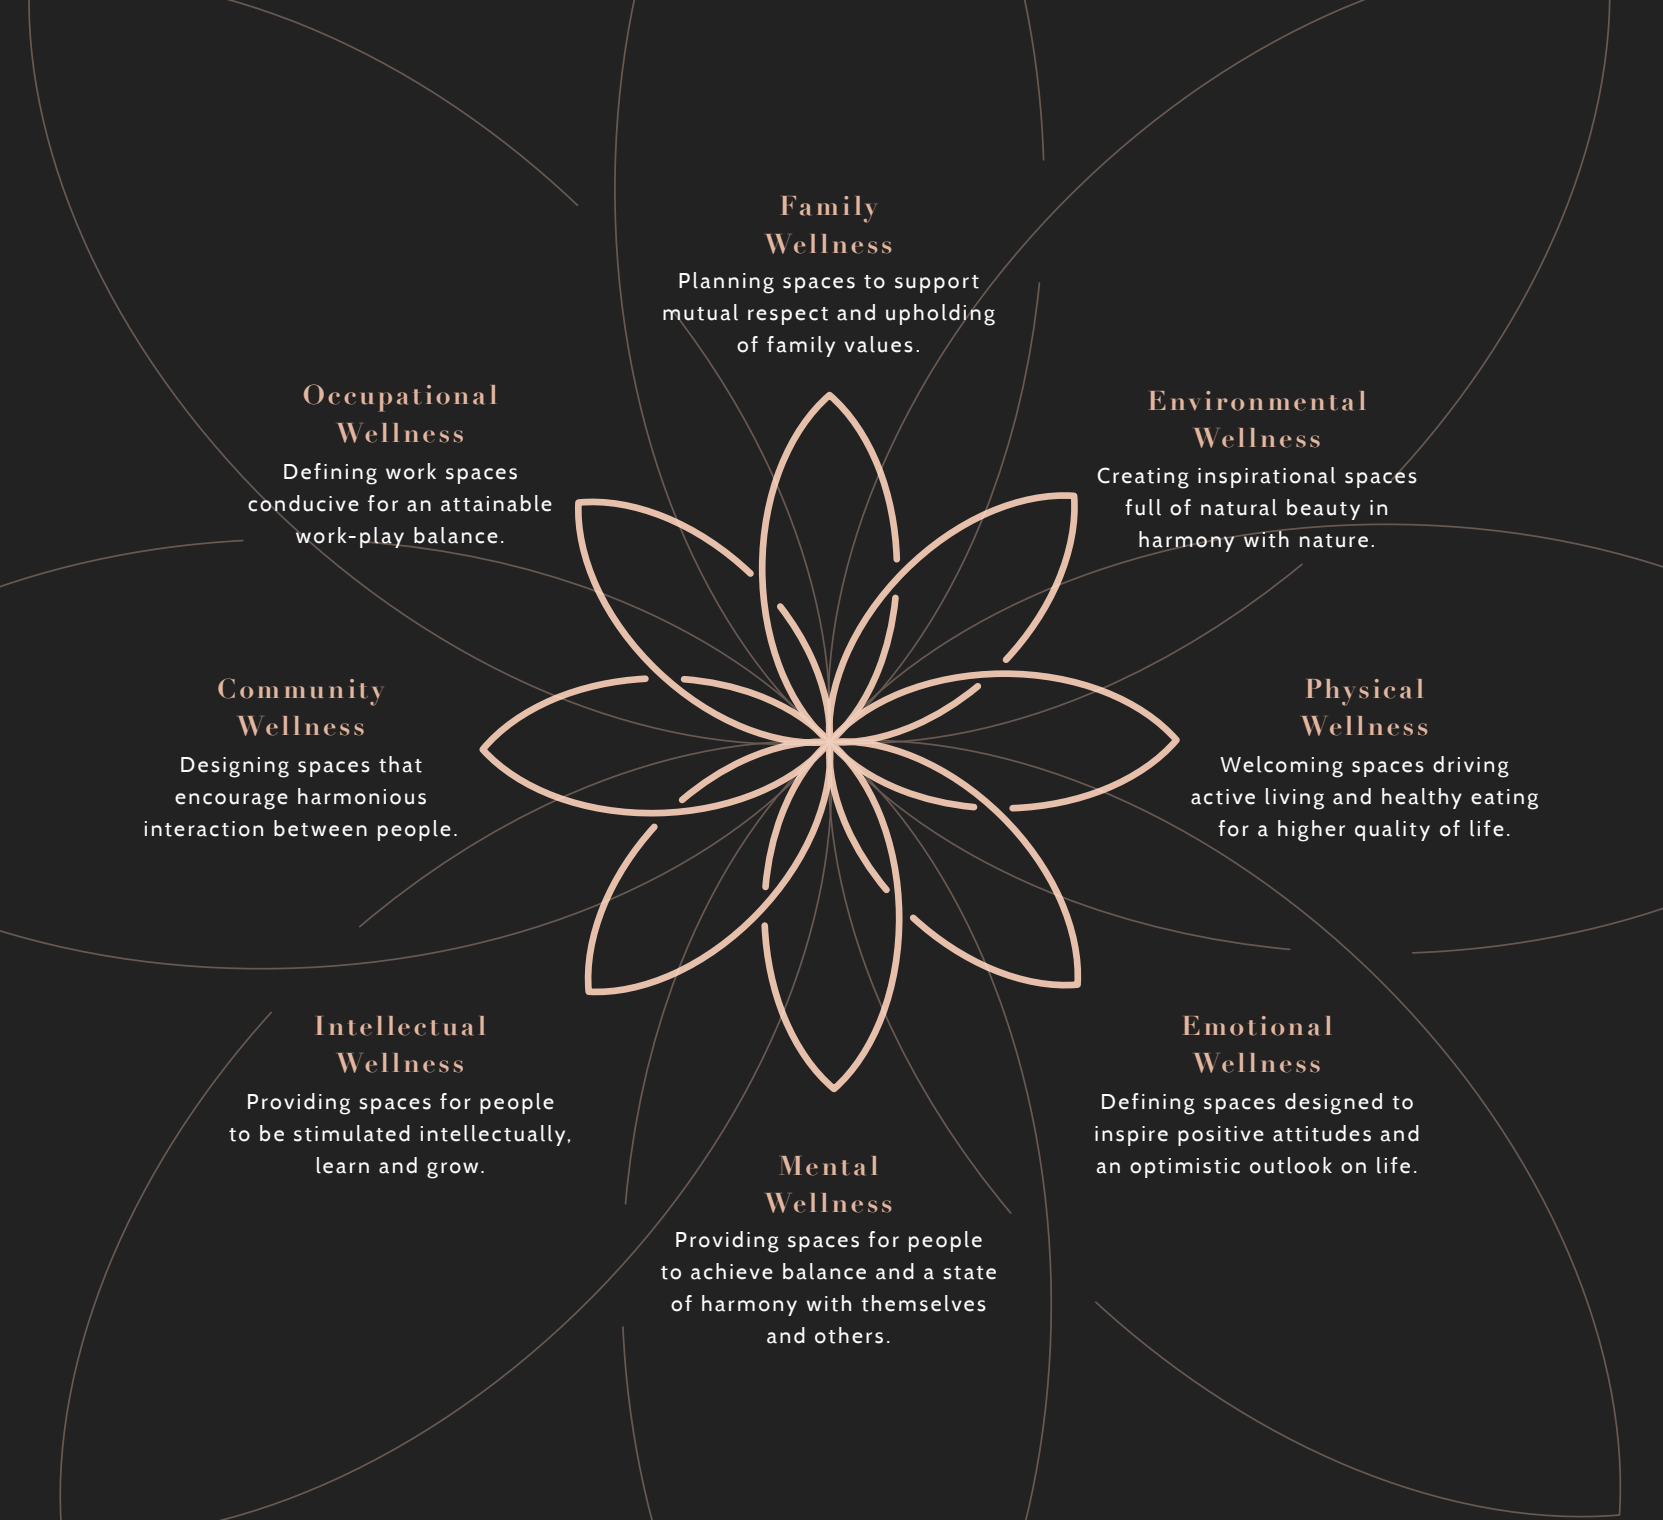 Family
Wellness
Planning spaces to support
mutual respect and upholding
of family values.
Occupational
Wellness
Defining work spaces
conducive for an attainable
work-play balance.
Environmental
Wellness
Creating inspirational spaces
full of natural beauty in
harmony with nature.
Community
Wellness
Designing spaces that
encourage harmonious
interaction between people.
Physical
Wellness
Welcoming spaces driving
active living and healthy eating
for a higher quality of life.
Intellectual
Wellness
Providing spaces for people
to be stimulated intellectually,
learn and grow.
Emotional
Wellness
Defining spaces designed to
inspire positive attitudes and
an optimistic outlook on life.
Mental
Wellness
Providing spaces for people
to achieve balance and a state
of harmony with themselves
and others.